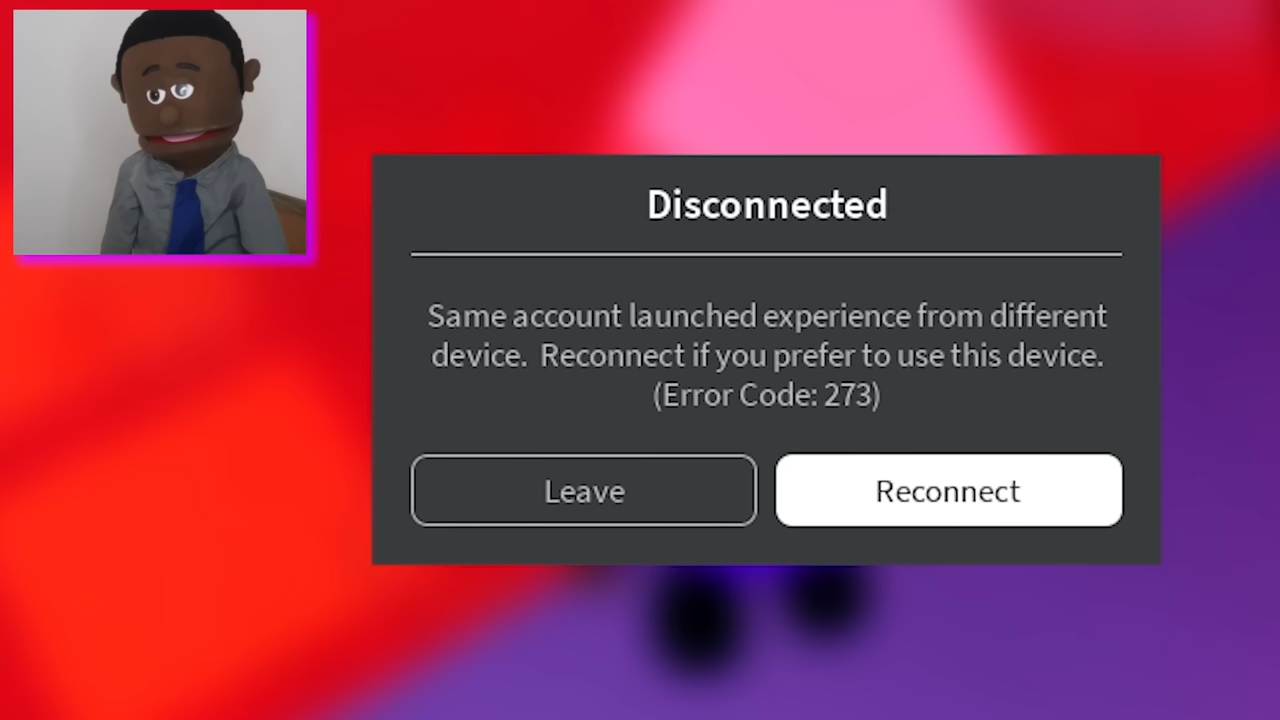 Disconnected
Same account launched experience from different
device.  Reconnect if you prefer to use this device.
(Error Code: 273)
Leave
Reconnect